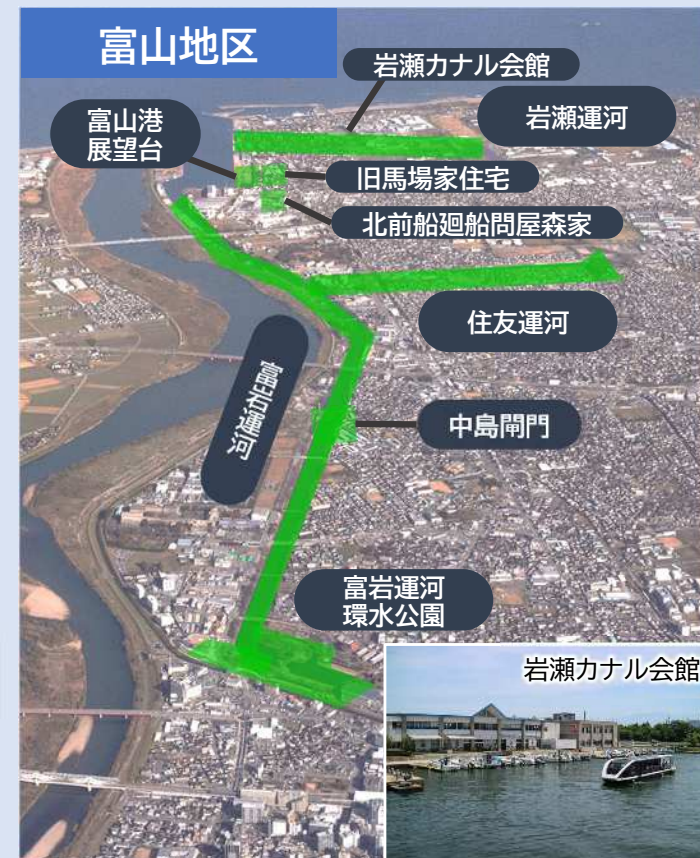 富山地区
岩瀬カナル会館
岩瀬運河
富山港
展望台
旧馬場家住宅
北前船廻船問屋森家
住友運河
富岩運河
中島閘門
富岩運河
環水公園
岩瀬カナル会館